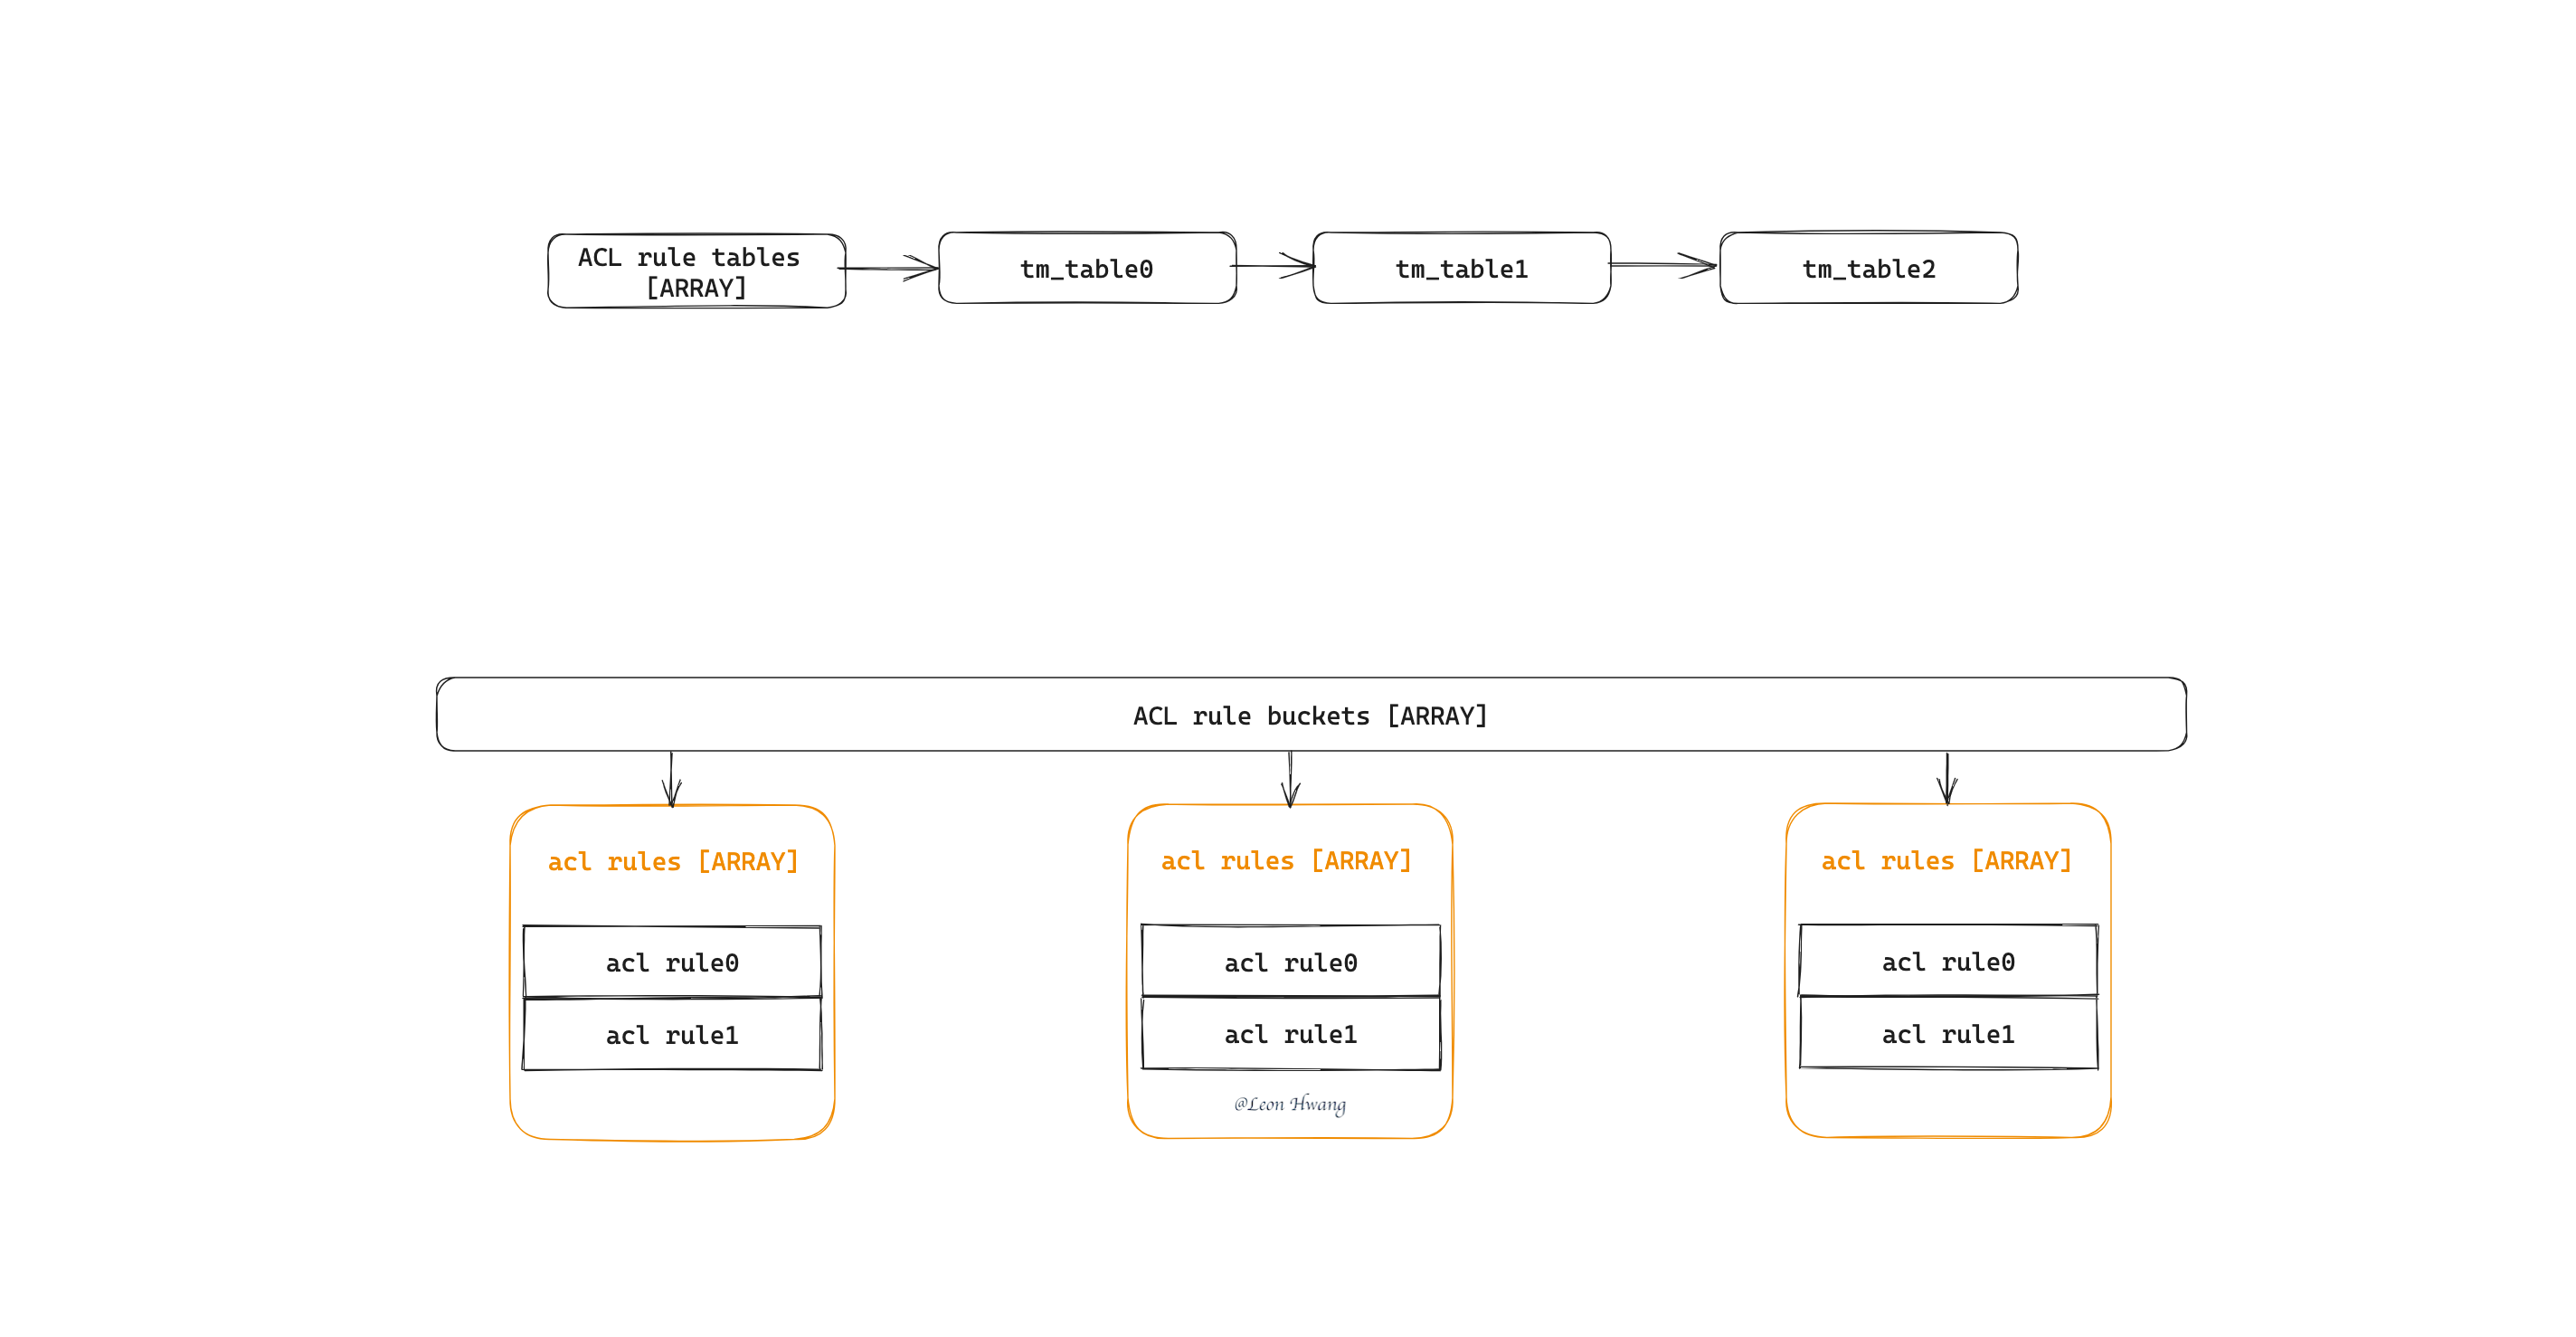 ACL rule tables
[ARRAY]
tm_table0
tm_table1
tm_table2
ACL rule buckets [ARRAY]
acl rules [ARRAY]
acl rule0
acl rule1
acl rules [ARRAY]
acl rule0
acl rule1
@Leon Hwang
acl rules [ARRAY]
acl rule0
acl rule1